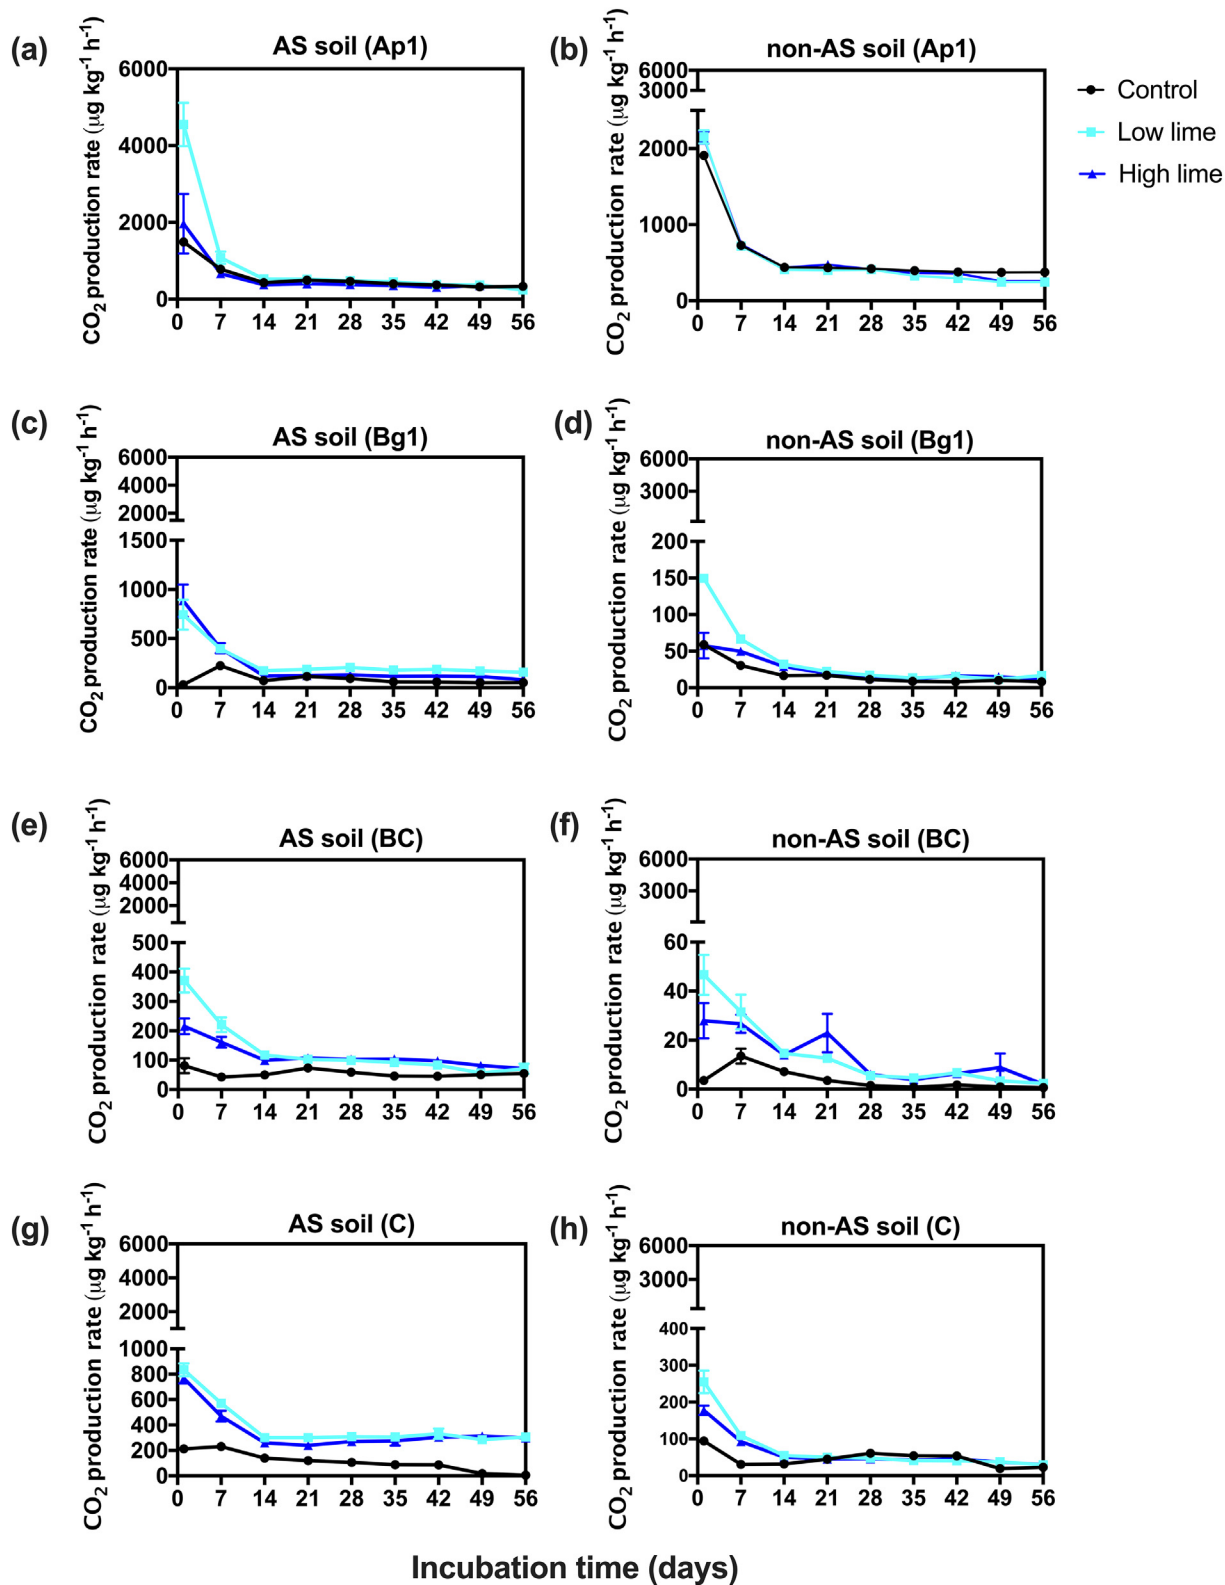 (a)
AS soil (Ap1)
CO₂ production rate (μg kg⁻¹ h⁻¹)
6000
4000
2000
0
0 7 14 21 28 35 42 49 56
(b)
non-AS soil (Ap1)
CO₂ production rate (μg kg⁻¹ h⁻¹)
6000
3000
2000
1000
0
0 7 14 21 28 35 42 49 56
Control
Low lime
High lime
(c)
AS soil (Bg1)
CO₂ production rate (μg kg⁻¹ h⁻¹)
6000
4000
2000
1500
1000
500
0
0 7 14 21 28 35 42 49 56
(d)
non-AS soil (Bg1)
CO₂ production rate (μg kg⁻¹ h⁻¹)
6000
3000
200
150
100
50
0
0 7 14 21 28 35 42 49 56
(e)
AS soil (BC)
CO₂ production rate (μg kg⁻¹ h⁻¹)
6000
4000
2000
500
400
300
200
100
0
0 7 14 21 28 35 42 49 56
(f)
non-AS soil (BC)
CO₂ production rate (μg kg⁻¹ h⁻¹)
6000
3000
60
40
20
0
0 7 14 21 28 35 42 49 56
(g)
AS soil (C)
CO₂ production rate (μg kg⁻¹ h⁻¹)
6000
4000
2000
1000
800
600
400
200
0
0 7 14 21 28 35 42 49 56
(h)
non-AS soil (C)
CO₂ production rate (μg kg⁻¹ h⁻¹)
6000
3000
400
300
200
100
0
0 7 14 21 28 35 42 49 56
Incubation time (days)